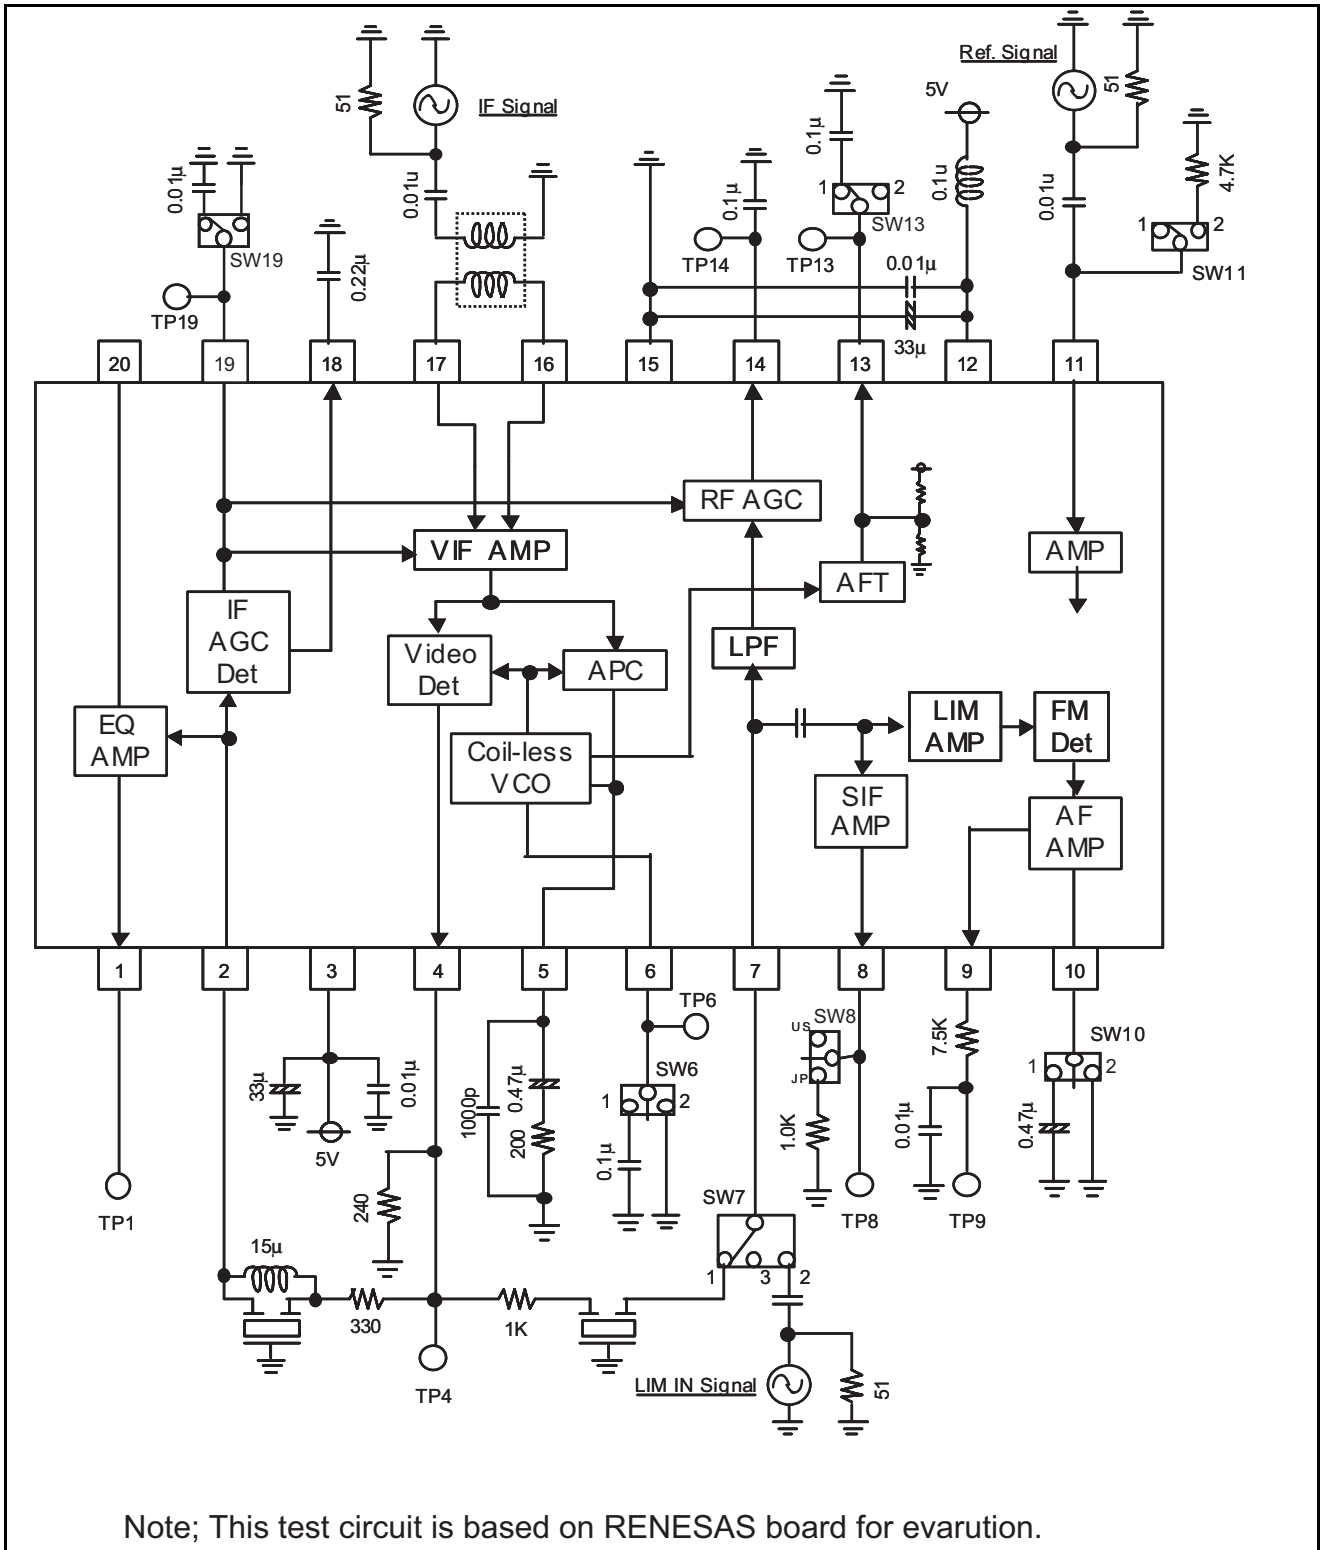 Ref. Signal
51
IF Signal
51
5V
0.1µ
4.7K
0.01µ
0.01u
0.1µ
1
2
SW13
0.1u
0.01u
1
2
SW11
SW19
0.22µ
TP14
TP13
0.01µ
TP19
33µ
20
19
18
17
16
15
14
13
12
11
RF AGC
VIF AMP
AMP
AFT
IF
AGC
Det
Video
Det
APC
LPF
EQ
AMP
Coil-less
VCO
LIM
AMP
FM
Det
SIF
AMP
AF
AMP
1
2
3
4
5
6
7
8
9
10
TP6
US
SW8
JP
7.5K
SW10
1
2
33µ
0.01µ
5V
1000p
0.47µ
200
SW6
1
2
0.1µ
1.0K
0.01µ
0.47µ
TP1
240
SW7
TP8
TP9
15µ
1
3
2
330
1K
TP4
LIM IN Signal
51
Note; This test circuit is based on RENESAS board for evarution.